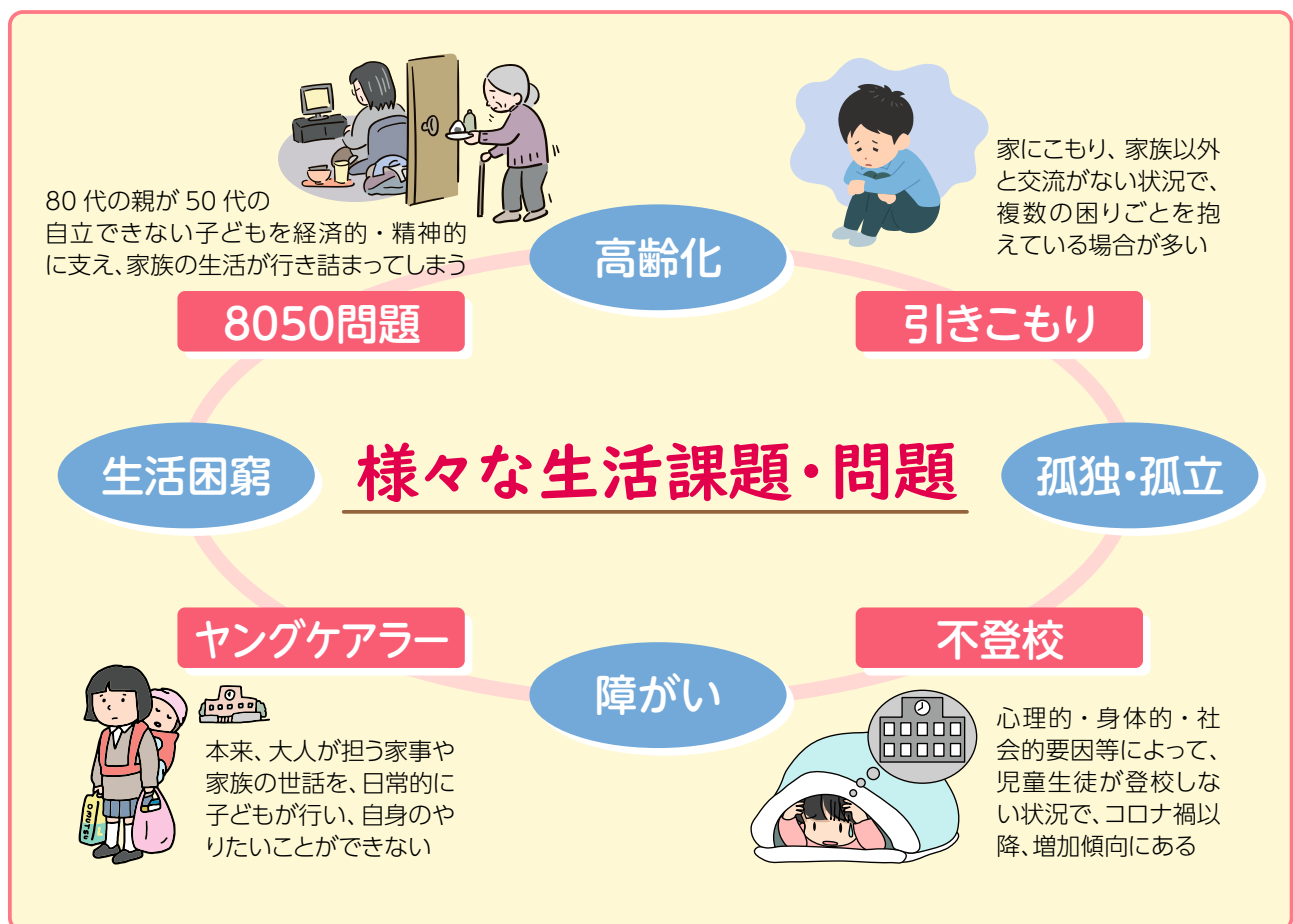 80代の親が50代の
自立できない子どもを経済的・精神的
に支え、家族の生活が行き詰まってしまう
8050問題
高齢化
家にこもり、家族以外
と交流がない状況で、
複数の困りごとを抱
えている場合が多い
引きこもり
生活困窮
様々な生活課題・問題
孤独・孤立
ヤングケアラー
本来、大人が担う家事や
家族の世話を、日常的に
子どもが行い、自身のや
りたいことができない
OMUTSU
障がい
不登校
心理的・身体的・社
会的要因等によって、
児童生徒が登校しな
い状況で、コロナ禍以
降、増加傾向にある